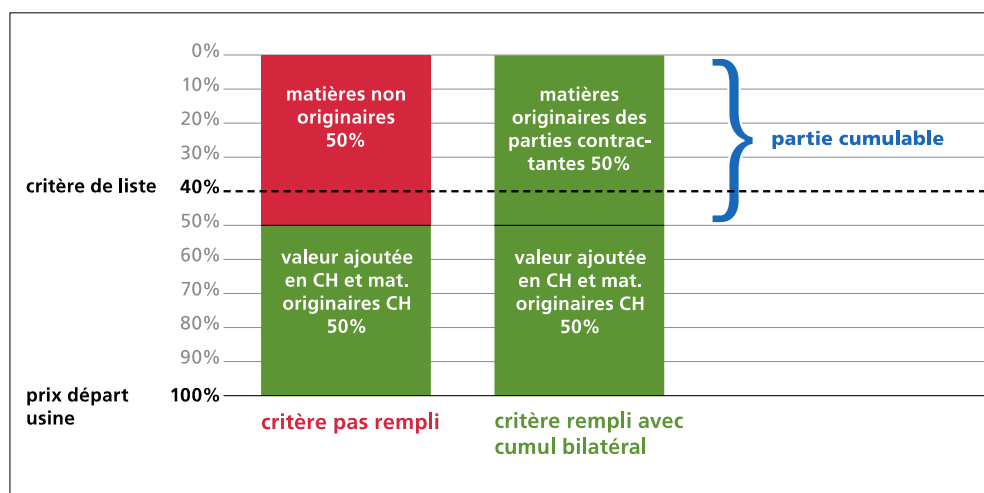 0%
10%
20%
30%
critère de liste 40%
50%
60%
70%
80%
90%
prix départ 100%
usine
matières non
originaires
50%
valeur ajoutée
en CH et mat.
originaires CH
50%
critère pas rempli
matières
originaires des
parties contrac-
tantes 50%
valeur ajoutée
en CH et mat.
originaires CH
50%
critère rempli avec
cumul bilatéral
partie cumulable